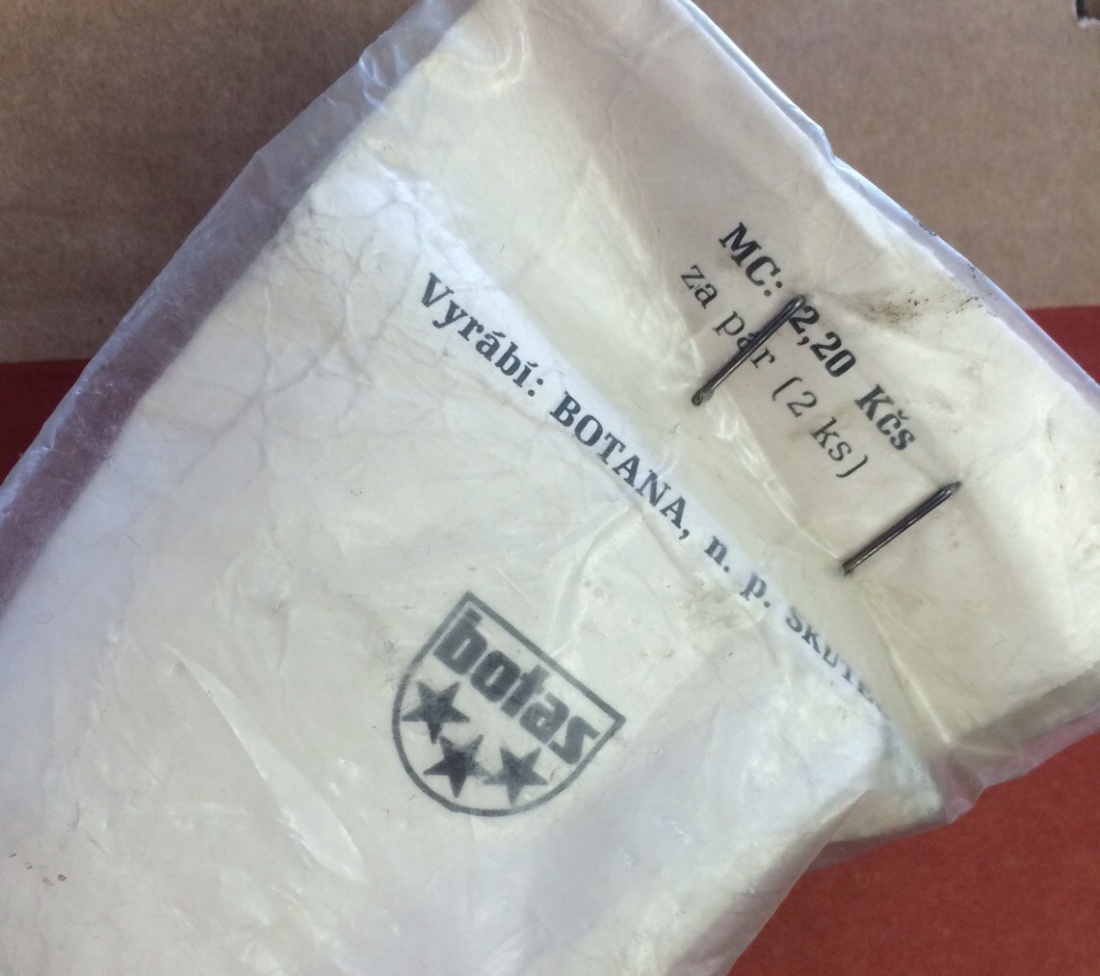 MC: 2,20 Kčs
za pár (2 ks)
Vyrábí: BOTANA, n. p.
botas